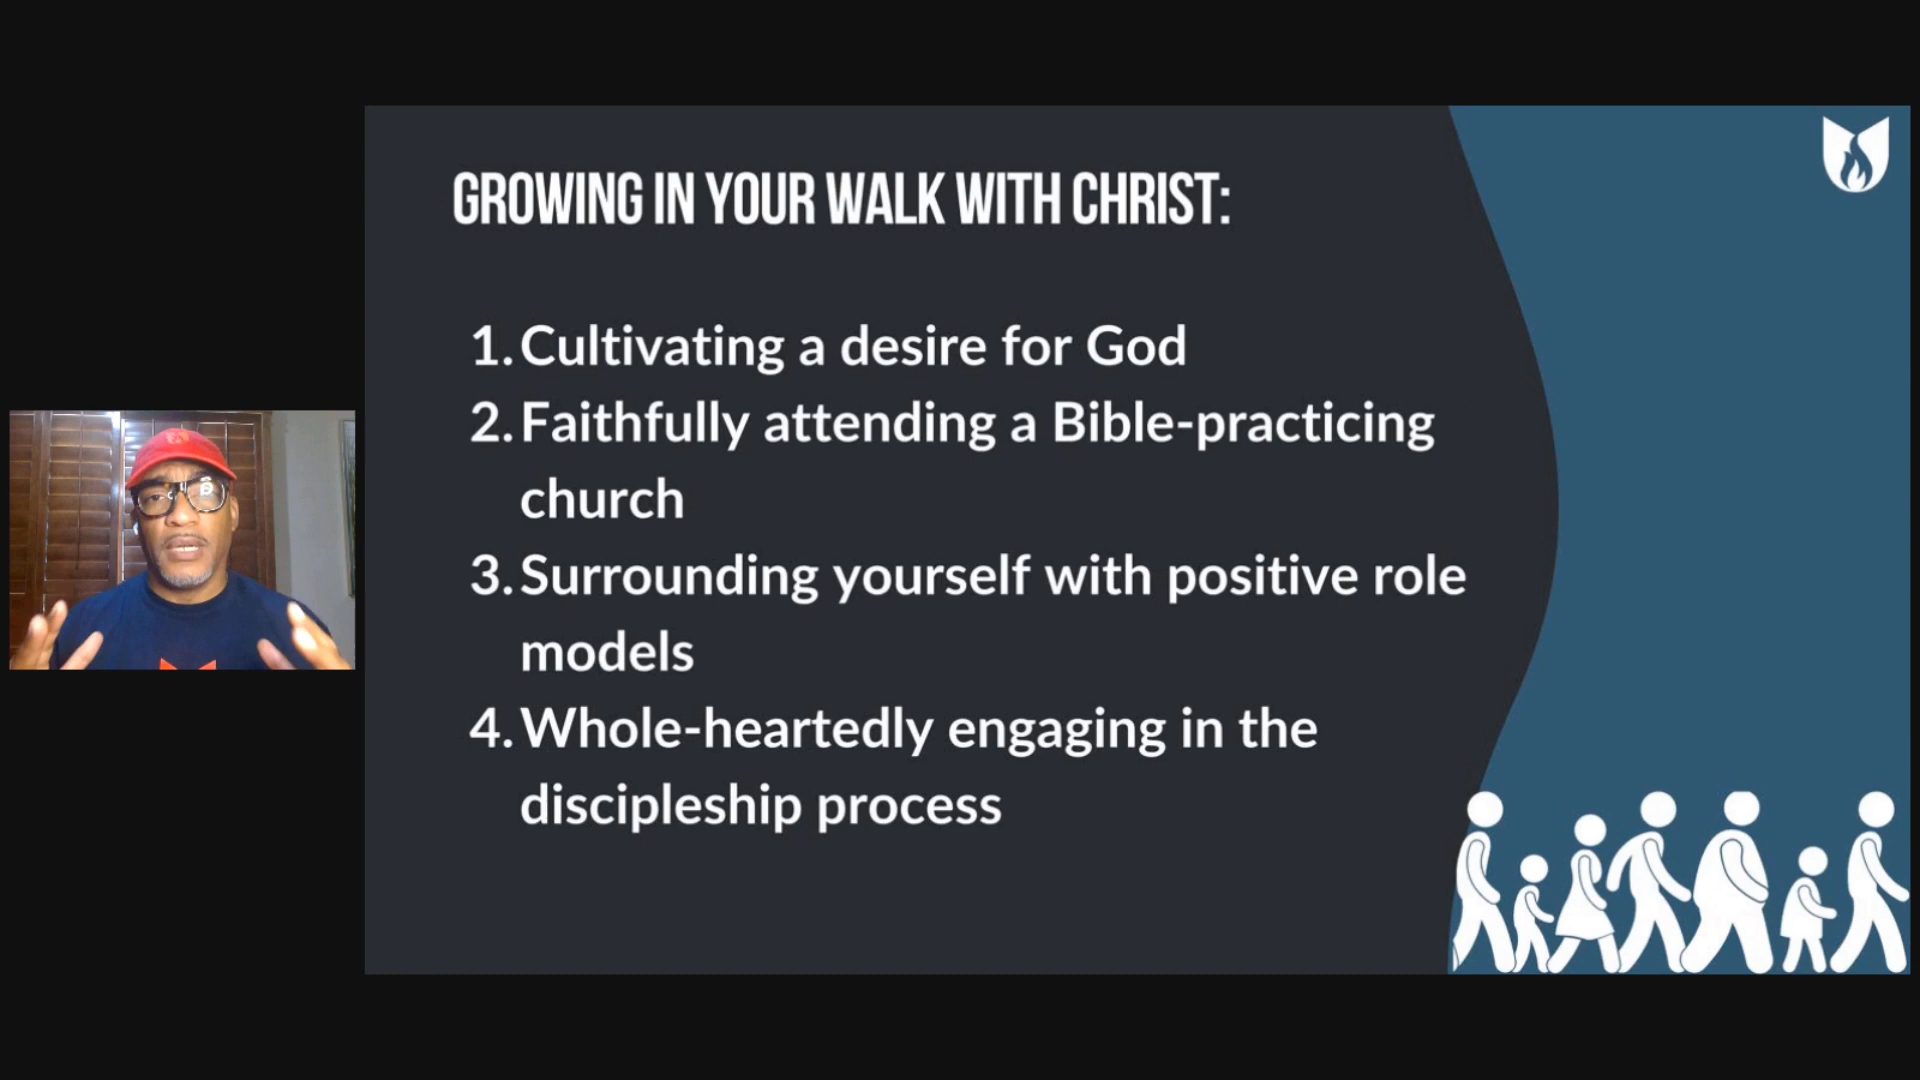 GROWING IN YOUR WALK WITH CHRIST:
1. Cultivating a desire for God
2. Faithfully attending a Bible-practicing
church
3. Surrounding yourself with positive role
models
4. Whole-heartedly engaging in the
discipleship process